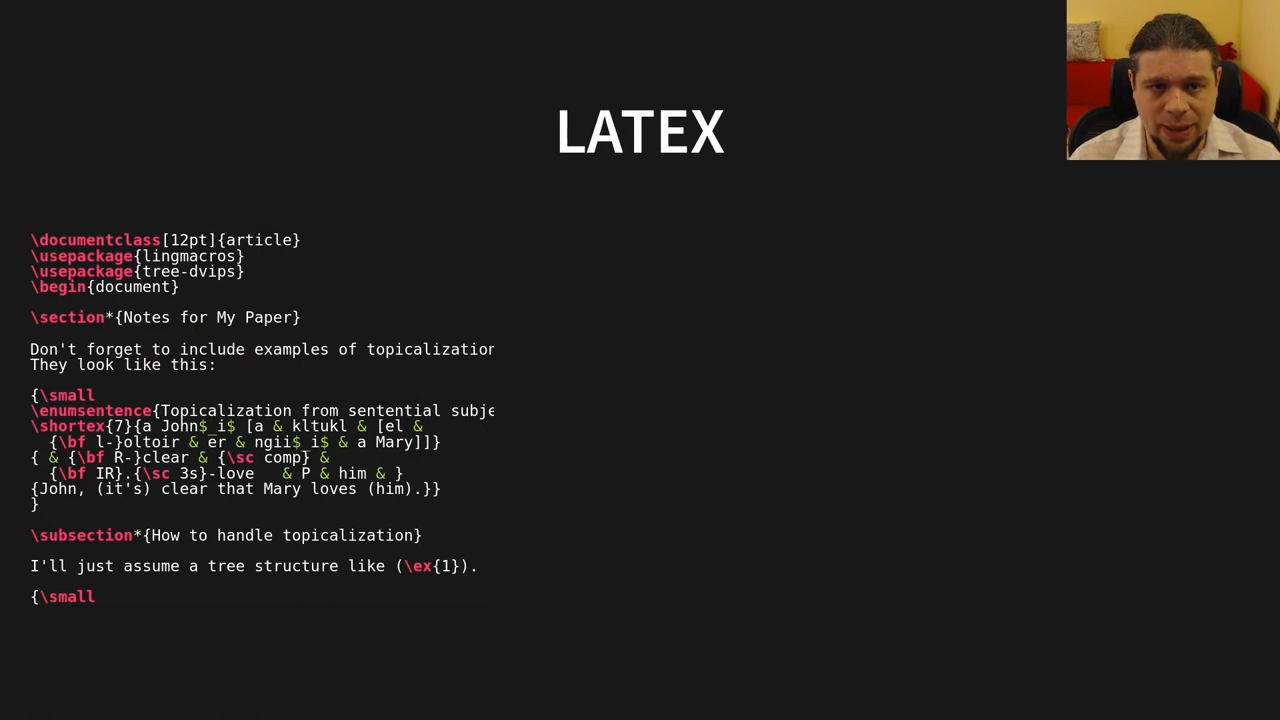 LATEX
\documentclass[12pt]{article}
\usepackage{lingmacros}
\usepackage{tree-dvips}
\begin{document}
\section*{Notes for My Paper}
Don't forget to include examples of topicalization
They look like this:
{\small
\enumsentence{Topicalization from sentential subje
\shortex{7}{a John$_i$ [a & kltukl & [el &
{\bf l-}oltoir & er & ngii$_i$ & a Mary]]}
{ & {\bf R-}clear & {\sc comp} &
{\bf IR}.{\sc 3s}-love & P & him & }
{John, (it's) clear that Mary loves (him).}}
}
\subsection*{How to handle topicalization}
I'll just assume a tree structure like (\ex{1}).
{\small